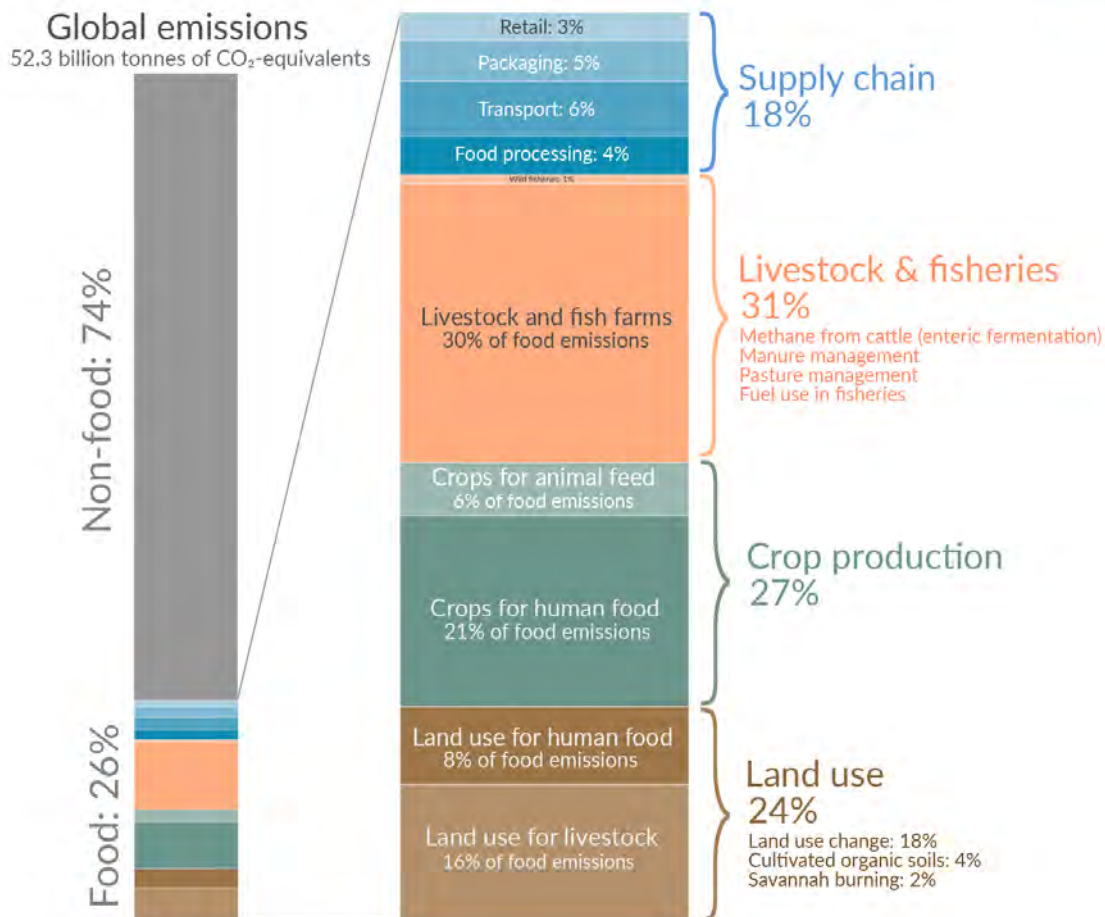 Global emissions
52.3 billion tonnes of CO₂-equivalents
Non-food: 74%
Food: 26%
Retail: 3%
Packaging: 5%
Transport: 6%
Food processing: 4%
Wild fisheries: 1%
Livestock and fish farms
30% of food emissions
Crops for animal feed
6% of food emissions
Crops for human food
21% of food emissions
Land use for human food
8% of food emissions
Land use for livestock
16% of food emissions
Supply chain
18%
Livestock & fisheries
31%
Methane from cattle (enteric fermentation)
Manure management
Pasture management
Fuel use in fisheries
Crop production
27%
Land use
24%
Land use change: 18%
Cultivated organic soils: 4%
Savannah burning: 2%